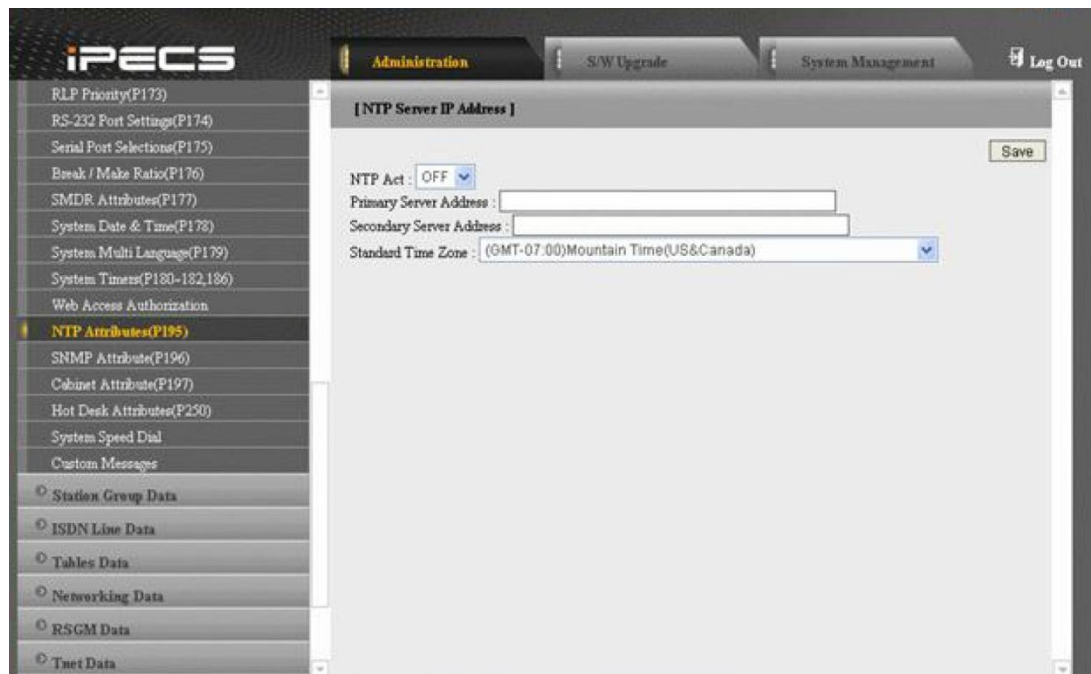 iPECS
Administration
S/W Upgrade
System Management
Log Out
RLP Priority(P173)
RS-232 Port Settings(P174)
Serial Port Selections(P175)
Break / Make Ratio(P176)
SMDR Attributes(P177)
System Date & Time(P178)
System Multi Language(P179)
System Timers(P180~182,186)
Web Access Authorization
NTP Attributes(P195)
SNMP Attribute(P196)
Cabinet Attribute(P197)
Hot Desk Attributes(P250)
System Speed Dial
Custom Messages
Station Group Data
ISDN Line Data
Tables Data
Networking Data
RSGM Data
Tnet Data
[ NTP Server IP Address ]
Save
NTP Act : OFF
Primary Server Address :
Secondary Server Address :
Standard Time Zone : (GMT-07:00)Mountain Time(US&Canada)